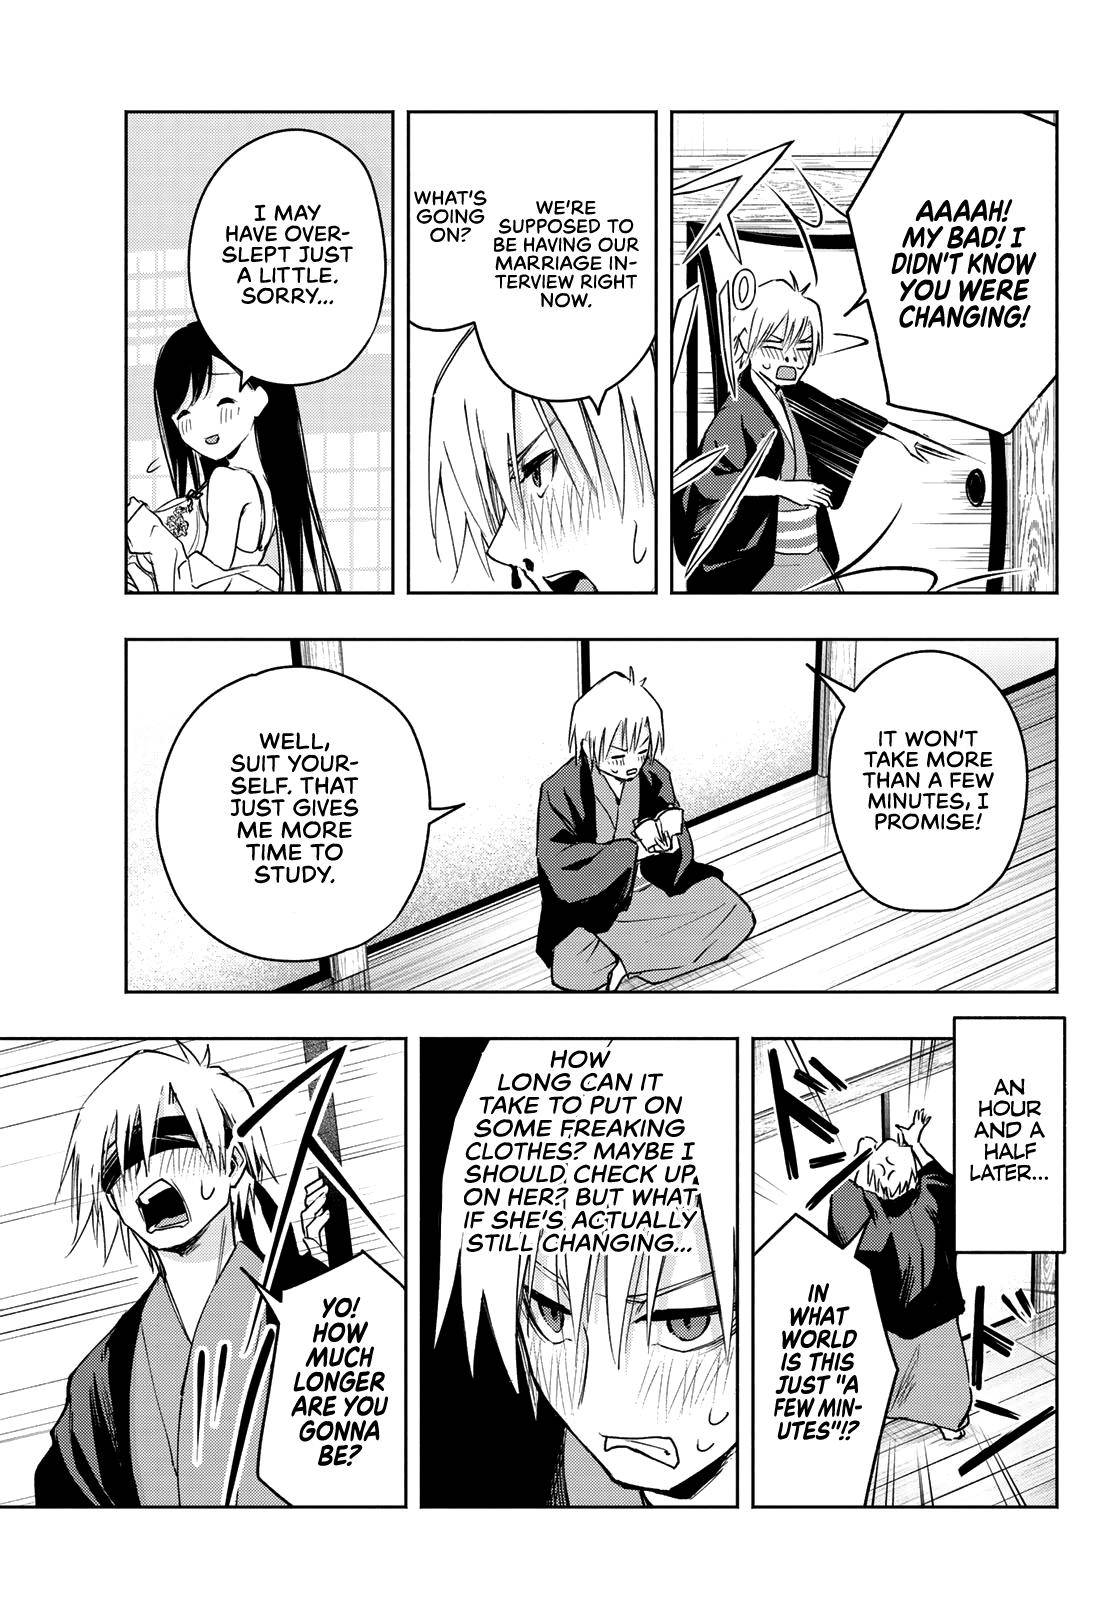 AAAAH!
MY BAD! I
DIDN'T KNOW
YOU WERE
CHANGING!
WE'RE
SUPPOSED TO
BE HAVING OUR
MARRIAGE IN-
TERVIEW RIGHT
NOW.
WHAT'S
GOING
ON?
I MAY
HAVE OVER-
SLEPT JUST
A LITTLE.
SORRY...
IT WON'T
TAKE MORE
THAN A FEW
MINUTES, I
PROMISE!
WELL,
SUIT YOUR-
SELF. THAT
JUST GIVES
ME MORE
TIME TO
STUDY.
AN
HOUR
AND A
HALF
LATER...
IN
WHAT
WORLD
IS THIS
JUST "A
FEW MIN-
UTES"!?
HOW
LONG CAN IT
TAKE TO PUT ON
SOME FREAKING
CLOTHES? MAYBE I
SHOULD CHECK UP
ON HER? BUT WHAT
IF SHE'S ACTUALLY
STILL CHANGING...
YO!
HOW
MUCH
LONGER
ARE YOU
GONNA
BE?